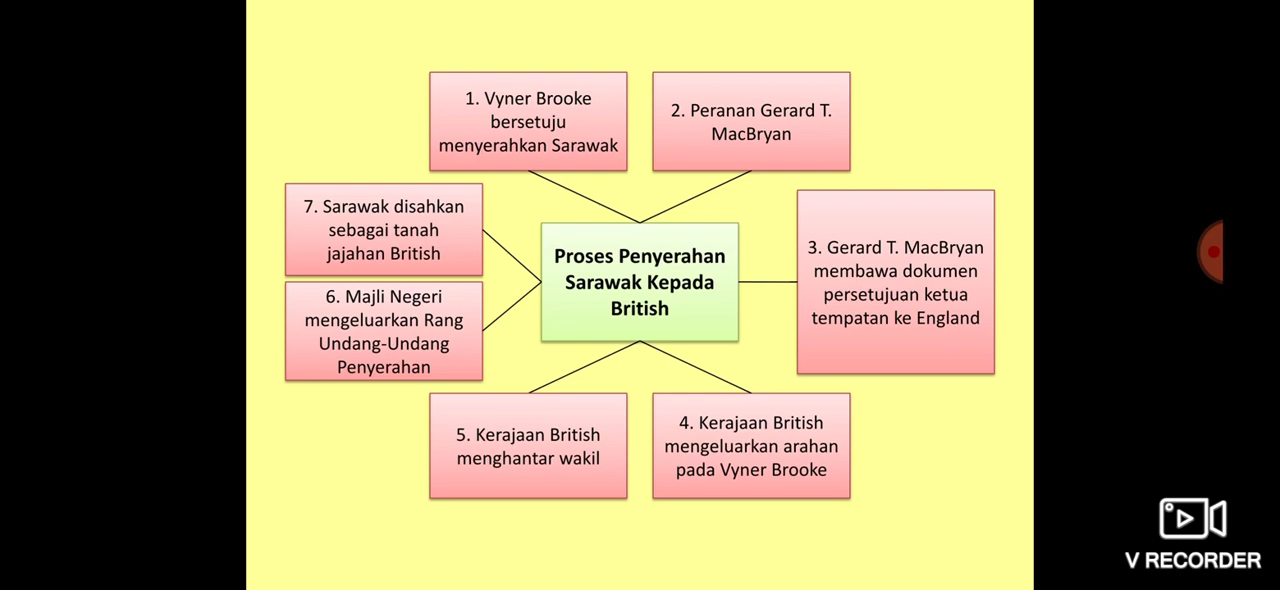 1. Vyner Brooke
bersetuju
menyerahkan Sarawak
2. Peranan Gerard T.
MacBryan
7. Sarawak disahkan
sebagai tanah
jajahan British
Proses Penyerahan
Sarawak Kepada
British
3. Gerard T. MacBryan
membawa dokumen
persetujuan ketua
tempatan ke England
6. Majli Negeri
mengeluarkan Rang
Undang-Undang
Penyerahan
5. Kerajaan British
menghantar wakil
4. Kerajaan British
mengeluarkan arahan
pada Vyner Brooke
V RECORDER